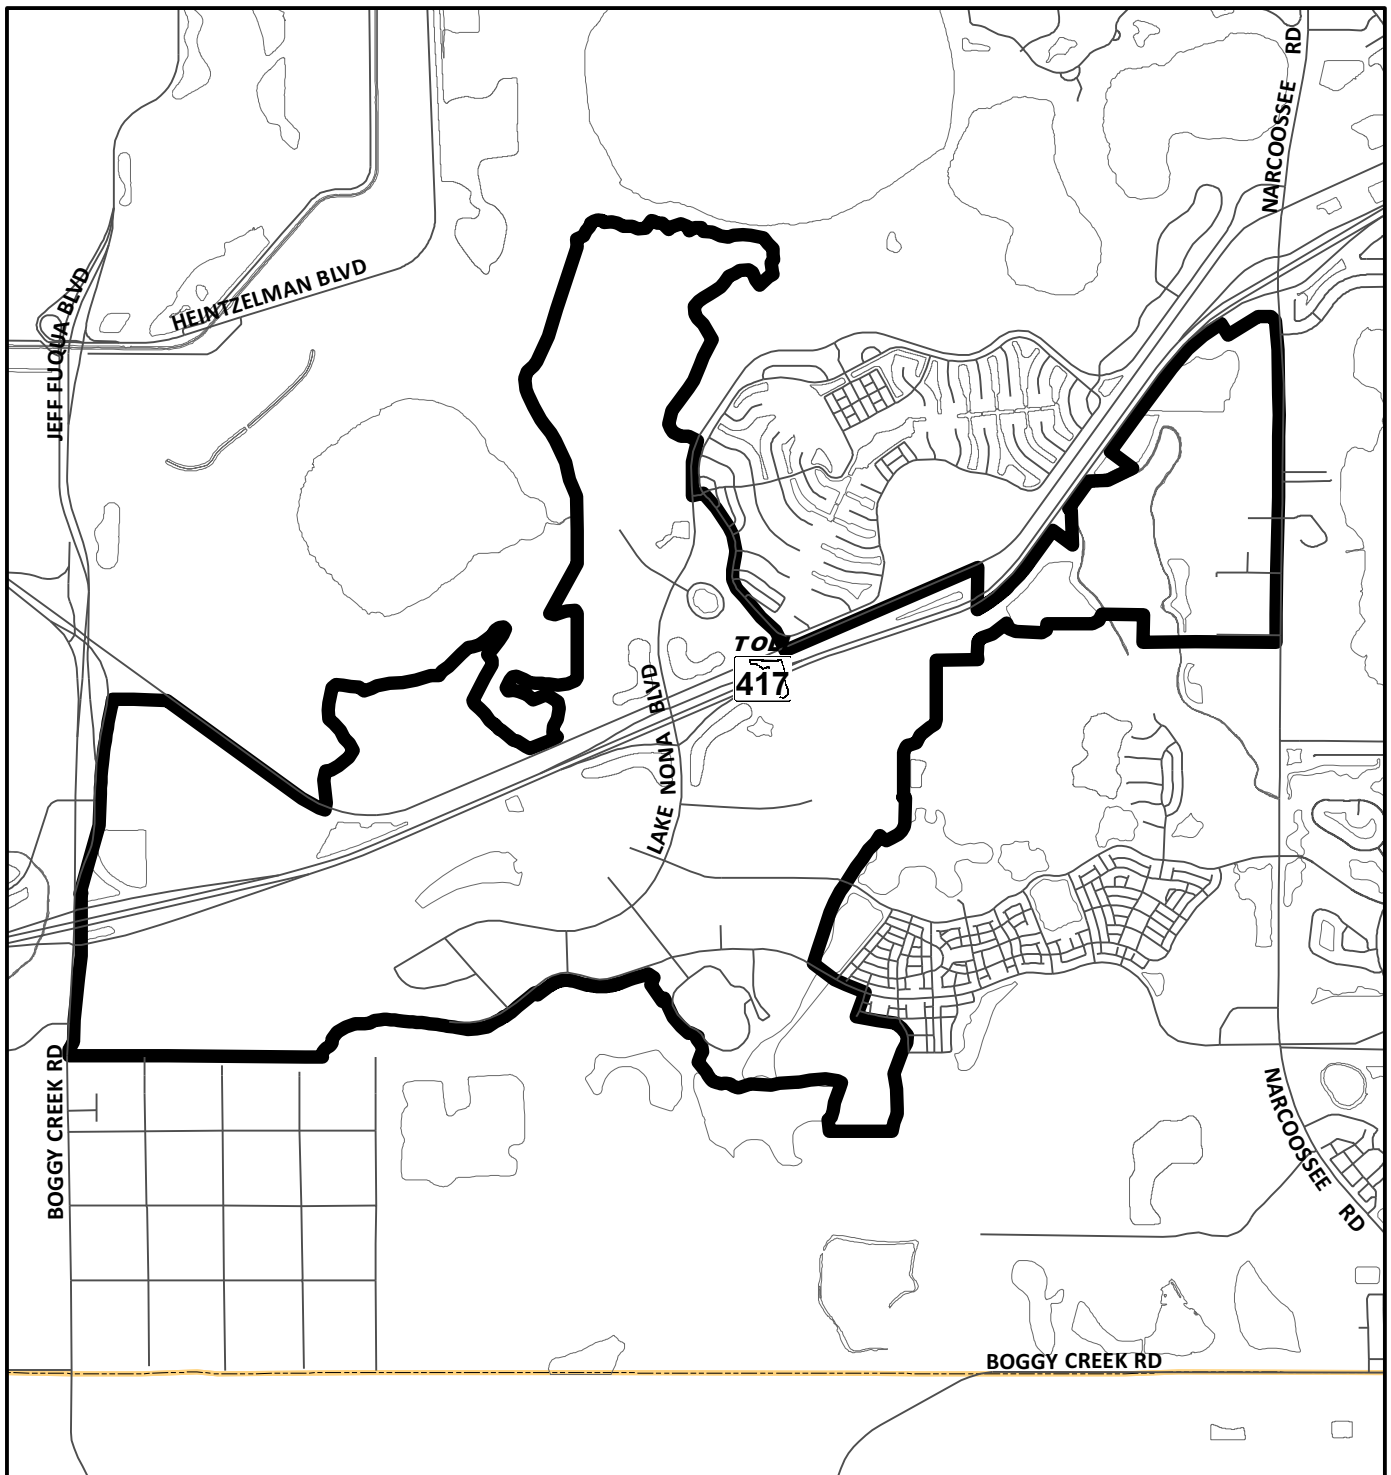 NARCOOSSEE RD
HEINTZELMAN BLVD
JEFF FUQUA BLVD
TOLL
417
LAKE NONA BLVD
BOGGY CREEK RD
NARCOOSSEE RD
BOGGY CREEK RD